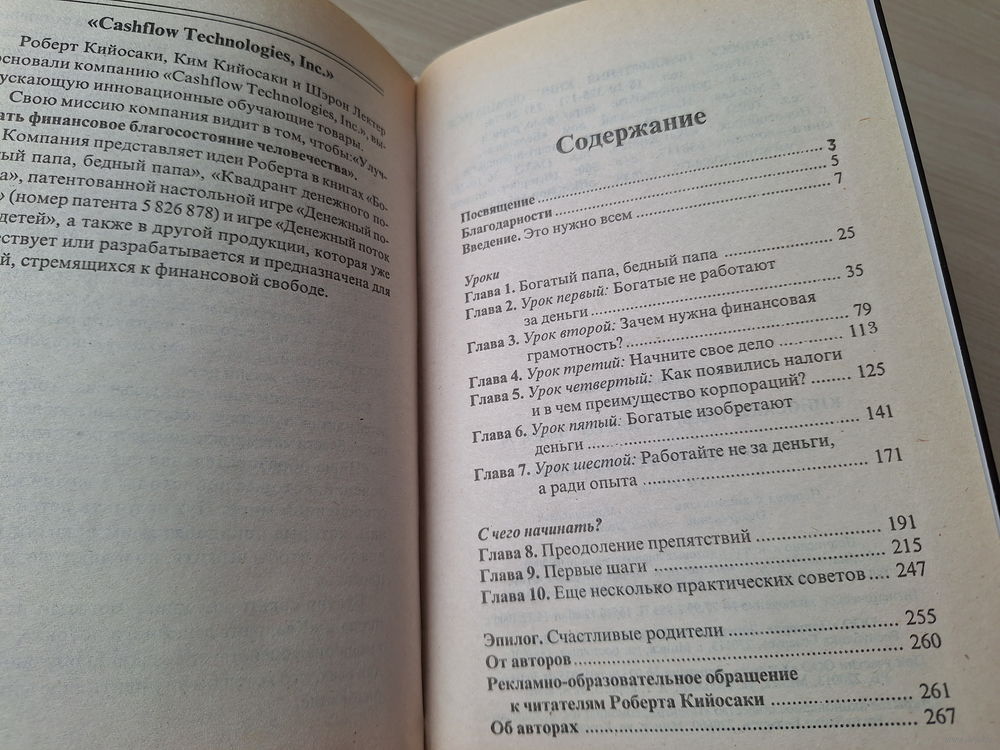 «Cashflow Technologies, Inc.»
Роберт Кийосаки, Ким Кийосаки и Шэрон Лектер
основали компанию «Cashflow Technologies, Inc.», вы-
ускающую инновационные обучающие товары.
Свою миссию компания видит в том, чтобы: «Улуч-
ать финансовое благосостояние человечества».
Компания представляет идеи Роберта в книгах «Бо-
ый папа, бедный папа», «Квадрант денежного по-
а», патентованной настольной игре «Денежный по-
» (номер патента 5 826 878) и игре «Денежный поток
детей», а также в другой продукции, которая уже
ствует или разрабатывается и предназначена для
й, стремящихся к финансовой свободе.
Содержание
Посвящение 3
Благодарности 5
Введение. Это нужно всем 7
Уроки
Глава 1. Богатый папа, бедный папа 25
Глава 2. Урок первый: Богатые не работают
за деньги 35
Глава 3. Урок второй: Зачем нужна финансовая
грамотность? 79
Глава 4. Урок третий: Начните свое дело 113
Глава 5. Урок четвертый: Как появились налоги
и в чем преимущество корпораций? 125
Глава 6. Урок пятый: Богатые изобретают
деньги 141
Глава 7. Урок шестой: Работайте не за деньги,
а ради опыта 171
С чего начинать?
Глава 8. Преодоление препятствий 191
Глава 9. Первые шаги 215
Глава 10. Еще несколько практических советов 247
Эпилог. Счастливые родители 255
От авторов 260
Рекламно-образовательное обращение
к читателям Роберта Кийосаки 261
Об авторах 267